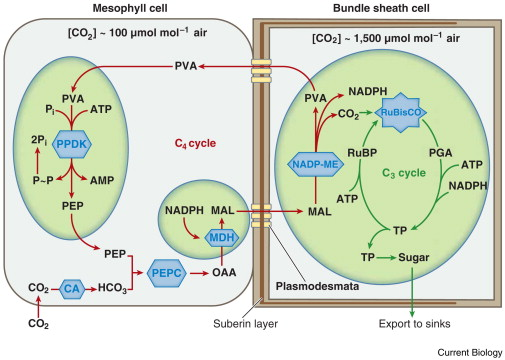 Mesophyll cell
Bundle sheath cell
[CO2] ~ 100 µmol mol−1 air
[CO2] ~ 1,500 µmol mol−1 air
PVA
PVA
Pi
ATP
PPDK
2Pi
P~P
AMP
PEP
C4 cycle
NADPH
MAL
MDH
OAA
PEP
PEPC
CO2
CA
HCO3
CO2
NADPH
PVA
CO2
RuBisCO
NADP-ME
RuBP
PGA
C3 cycle
ATP
NADPH
ATP
MAL
TP
TP
Sugar
Plasmodesmata
Suberin layer
Export to sinks
Current Biology